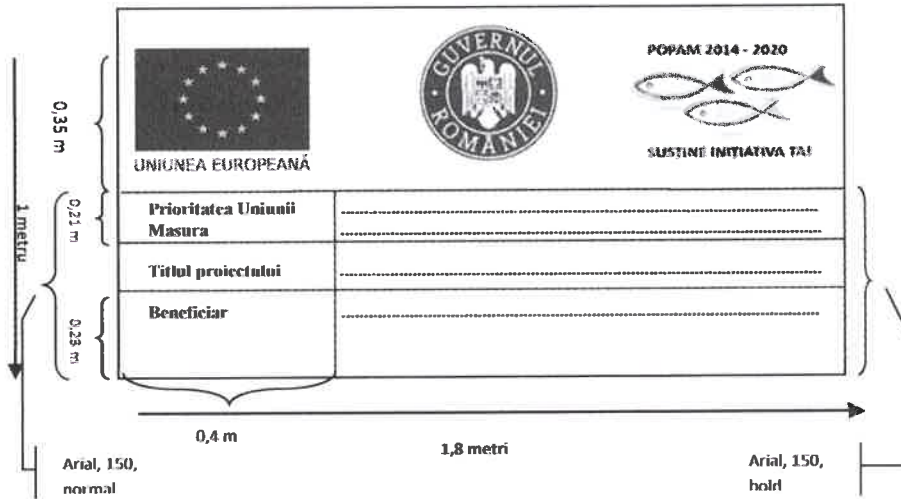 GUVERNUL ROMÂNIEI
POPAM 2014 - 2020
UNIUNEA EUROPEANĂ
SUSTINE INITIATIVA TA!
0,35 m
1 metru
0,21 m
Prioritatea Uniunii
Masura
Titlul proiectului
0,23 m
Beneficiar
0,4 m
1,8 metri
Arial, 150,
normal
Arial, 150,
bold